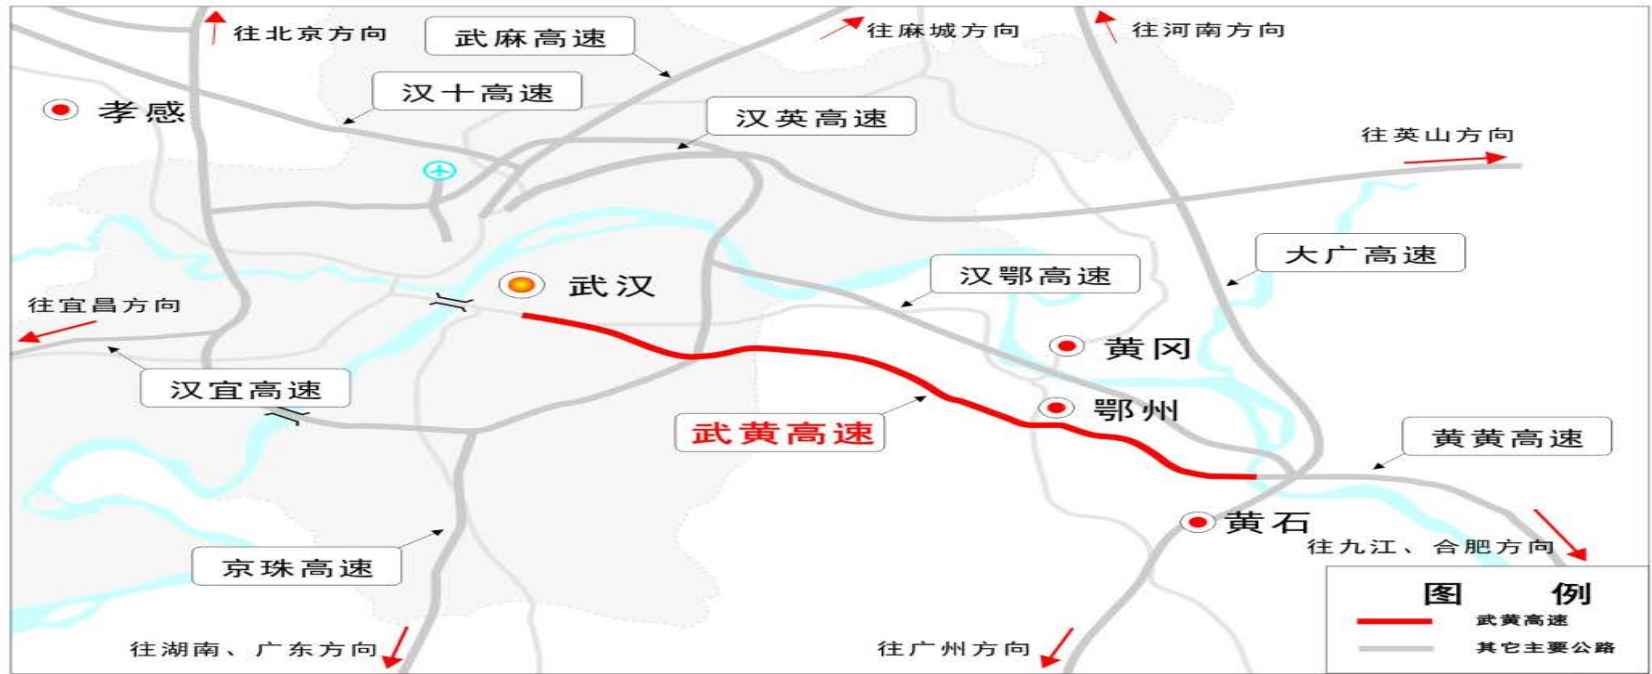 往北京方向
武麻高速
往麻城方向
往河南方向
汉十高速
孝感
汉英高速
往英山方向
大广高速
汉鄂高速
武汉
往宜昌方向
黄冈
汉宜高速
鄂州
武黄高速
黄黄高速
黄石
往九江、合肥方向
京珠高速
图 例
武黄高速
其它主要公路
往湖南、广东方向
往广州方向